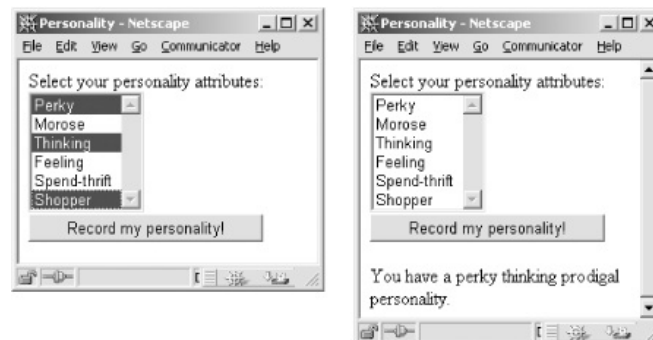 Personality - Netscape
File Edit View Go Communicator Help
Select your personality attributes:
Perky
Morose
Thinking
Feeling
Spend-thrift
Shopper
Record my personality!
Personality - Netscape
File Edit View Go Communicator Help
Select your personality attributes:
Perky
Morose
Thinking
Feeling
Spend-thrift
Shopper
Record my personality!
You have a perky thinking prodigal
personality.